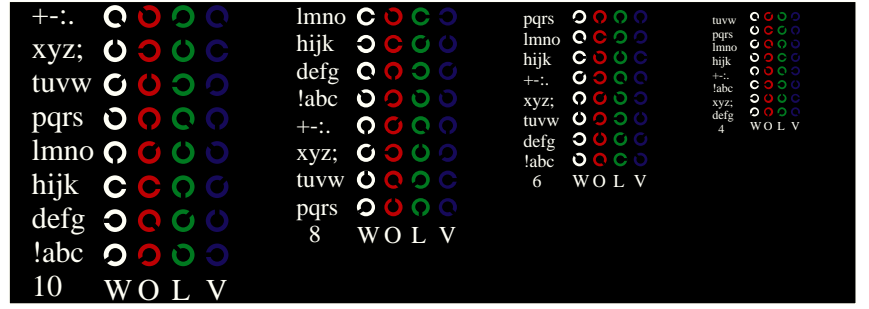 +-:.
xyz;
tuvw
pqrs
lmno
hijk
defg
!abc
10 W O L V
lmno
hijk
defg
!abc
+-:.
xyz;
tuvw
pqrs
8 W O L V
pqrs
lmno
hijk
+-:.
xyz;
tuvw
defg
!abc
6 W O L V
tuvw
pqrs
lmno
hijk
+-:.
!abc
xyz;
defg
4 W O L V